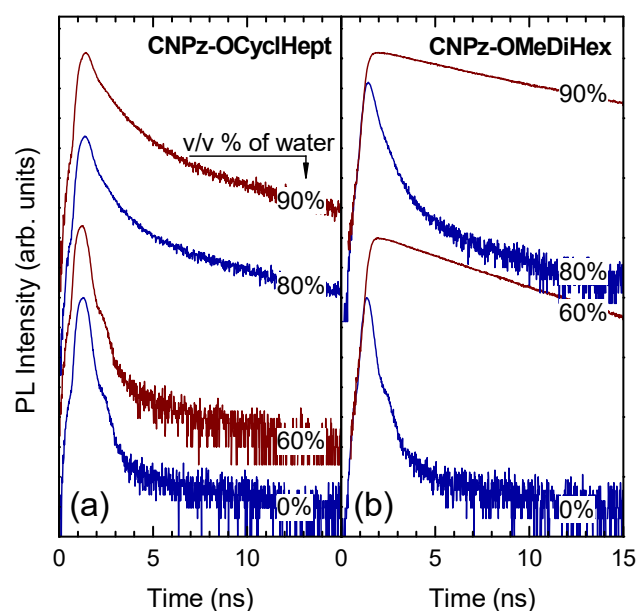 CNPz-OCyclHept
CNPz-OMeDiHex
v/v % of water
90%
80%
60%
0%
90%
80%
60%
0%
(a)
(b)
PL Intensity (arb. units)
0
5
10
0
5
10
15
Time (ns)
Time (ns)